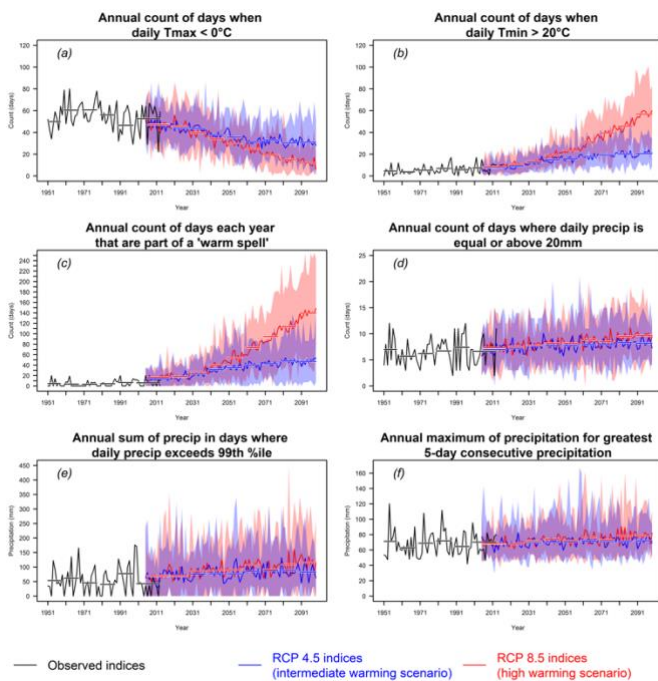 Annual count of days when
daily Tmax < 0°C
(a)
Count (days)
120
100
80
60
40
20
0
1951
1971
1991
2011
2031
2051
2071
2091
Year
Annual count of days when
daily Tmin > 20°C
(b)
Count (days)
120
100
80
60
40
20
0
1951
1971
1991
2011
2031
2051
2071
2091
Year
Annual count of days each year
that are part of a 'warm spell'
(c)
Count (days)
240
220
200
180
160
140
120
100
80
60
40
20
0
1951
1971
1991
2011
2031
2051
2071
2091
Year
Annual count of days where daily precip is
equal or above 20mm
(d)
Count (days)
25
20
15
10
5
0
1951
1971
1991
2011
2031
2051
2071
2091
Year
Annual sum of precip in days where
daily precip exceeds 99th %ile
(e)
Precipitation (mm)
450
400
350
300
250
200
150
100
50
0
1951
1971
1991
2011
2031
2051
2071
2091
Year
Annual maximum of precipitation for greatest
5-day consecutive precipitation
(f)
Precipitation (mm)
160
140
120
100
80
60
40
20
0
1951
1971
1991
2011
2031
2051
2071
2091
Year
Observed indices
RCP 4.5 indices
(intermediate warming scenario)
RCP 8.5 indices
(high warming scenario)